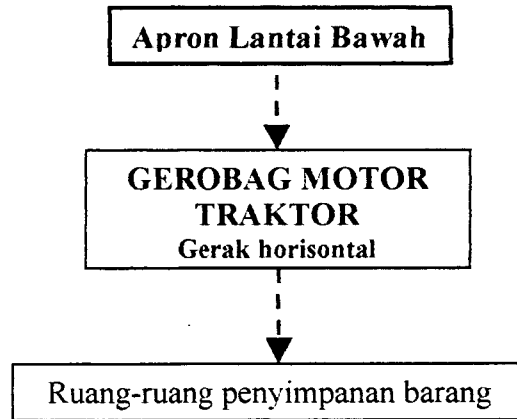 Apron Lantai Bawah
GEROBAG MOTOR
TRAKTOR
Gerak horisontal
Ruang-ruang penyimpanan barang